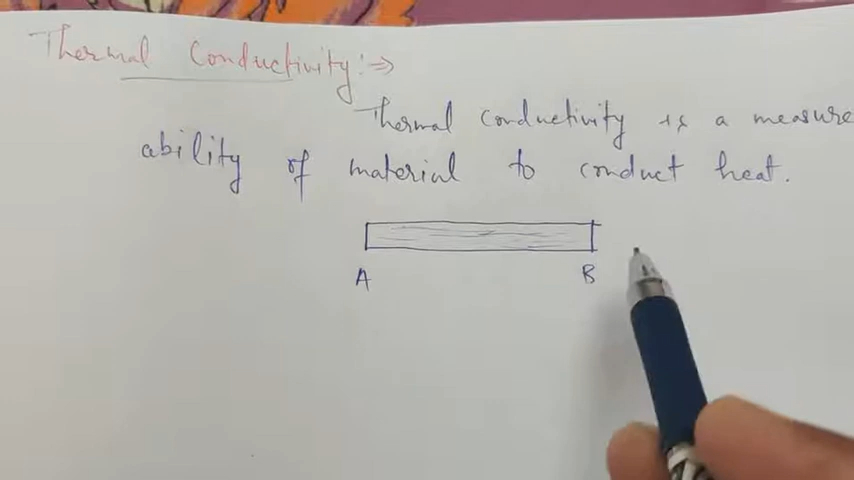 Thermal Conductivity:⇒
Thermal conductivity is a measure
ability of material to conduct heat.
A B